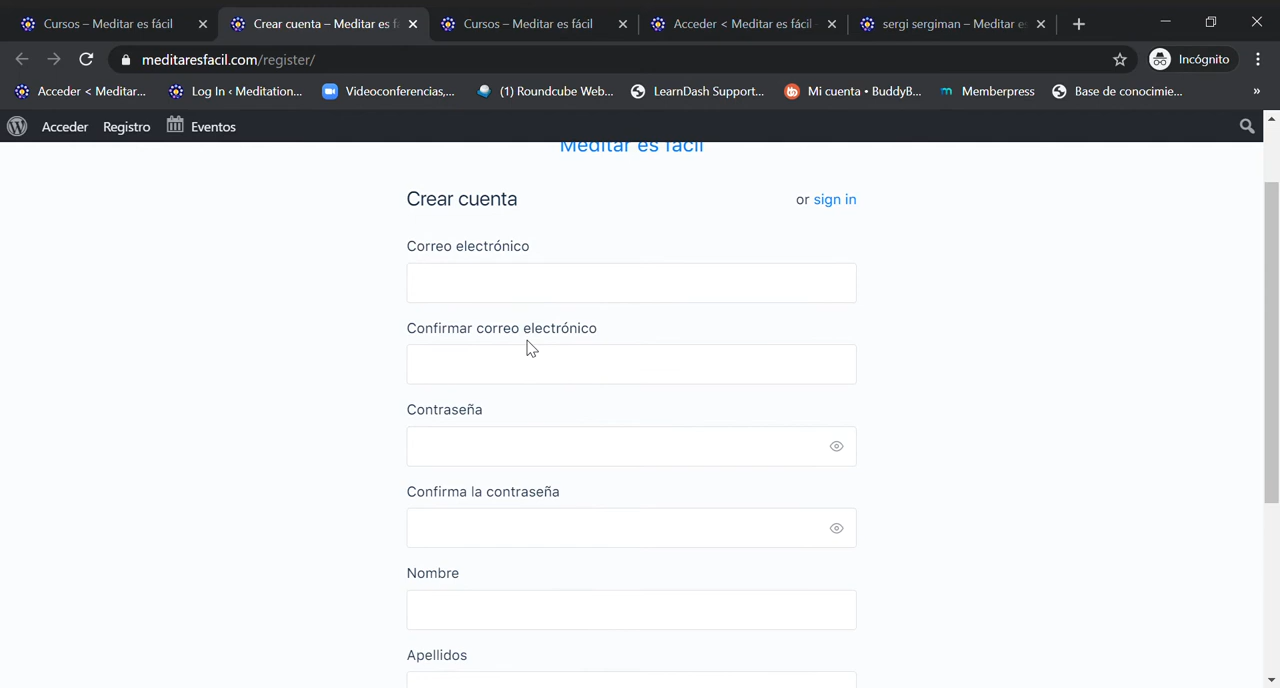 Cursos – Meditar es fácil
Crear cuenta – Meditar es fá
Cursos – Meditar es fácil
Acceder < Meditar es fácil
sergi sergiman – Meditar es
meditaresfacil.com/register/
Incógnito
Acceder ‹ Meditar...
Log In ‹ Meditation...
Videoconferencias,...
(1) Roundcube Web...
LearnDash Support...
Mi cuenta • BuddyB...
Memberpress
Base de conocimie...
»
Acceder
Registro
Eventos
Meditar es fácil
Crear cuenta
or sign in
Correo electrónico
Confirmar correo electrónico
Contraseña
Confirma la contraseña
Nombre
Apellidos